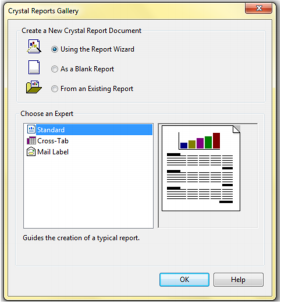 Crystal Reports Gallery
Create a New Crystal Report Document
Using the Report Wizard
As a Blank Report
From an Existing Report
Choose an Expert
Standard
Cross-Tab
Mail Label
Guides the creation of a typical report.
OK Help